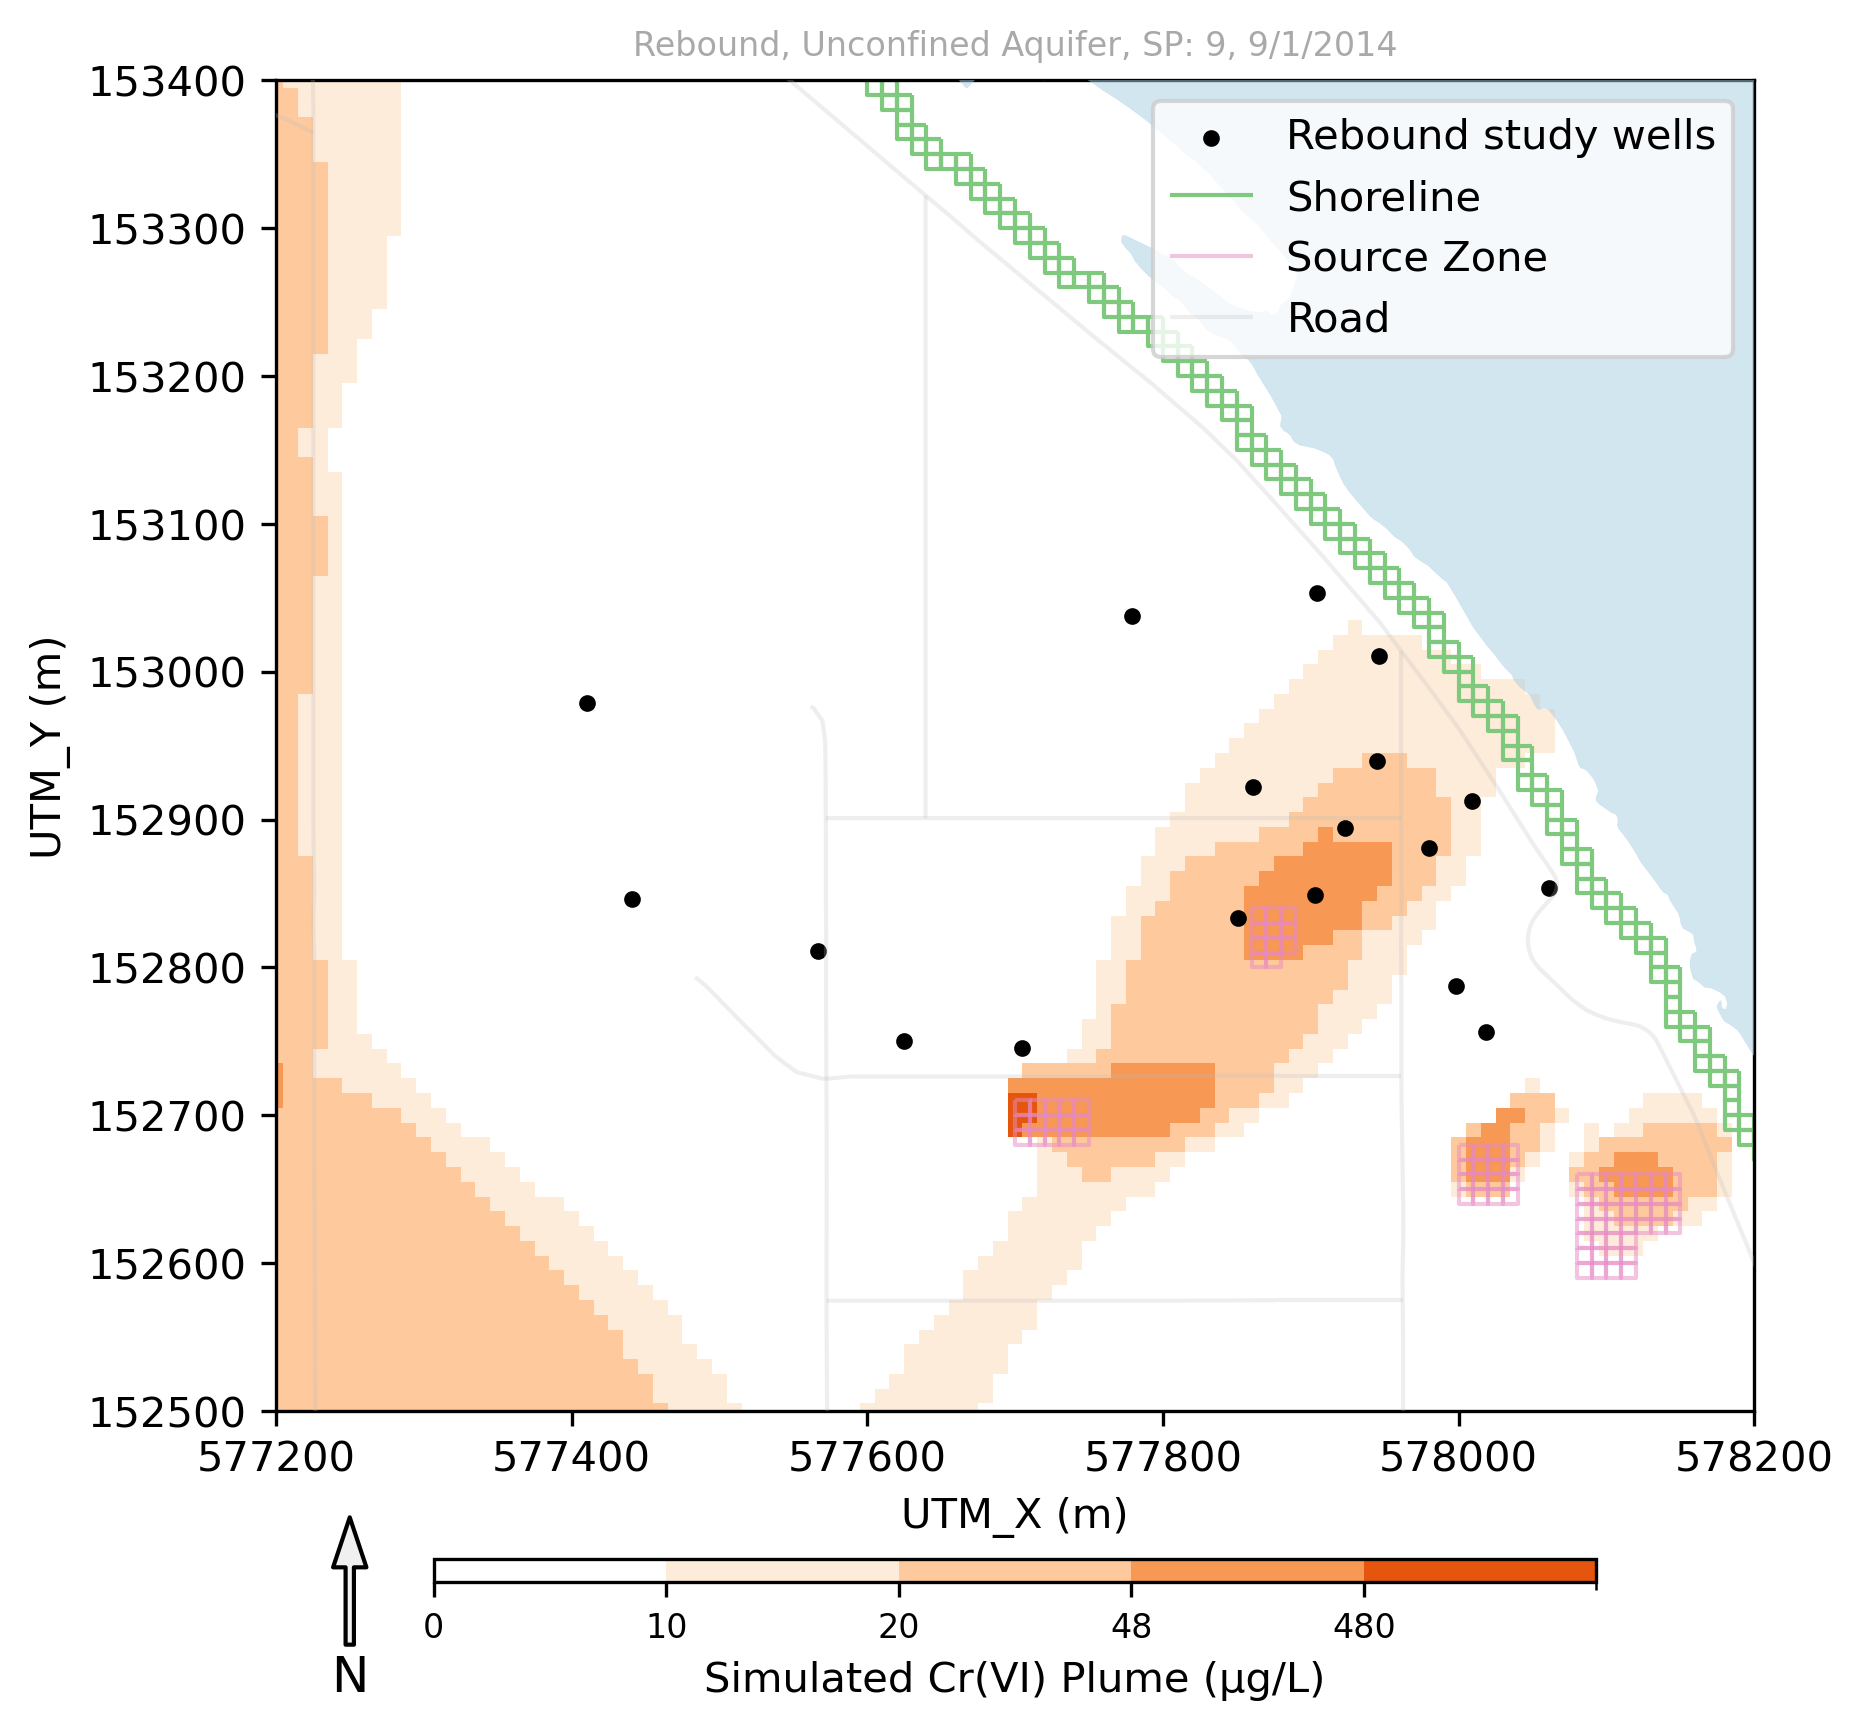 Rebound, Unconfined Aquifer, SP: 9, 9/1/2014
Rebound study wells
Shoreline
Source Zone
Road
153400
153300
153200
153100
153000
152900
152800
152700
152600
152500
UTM_Y (m)
577200 577400 577600 577800 578000 578200
UTM_X (m)
N
0 10 20 48 480
Simulated Cr(VI) Plume (μg/L)